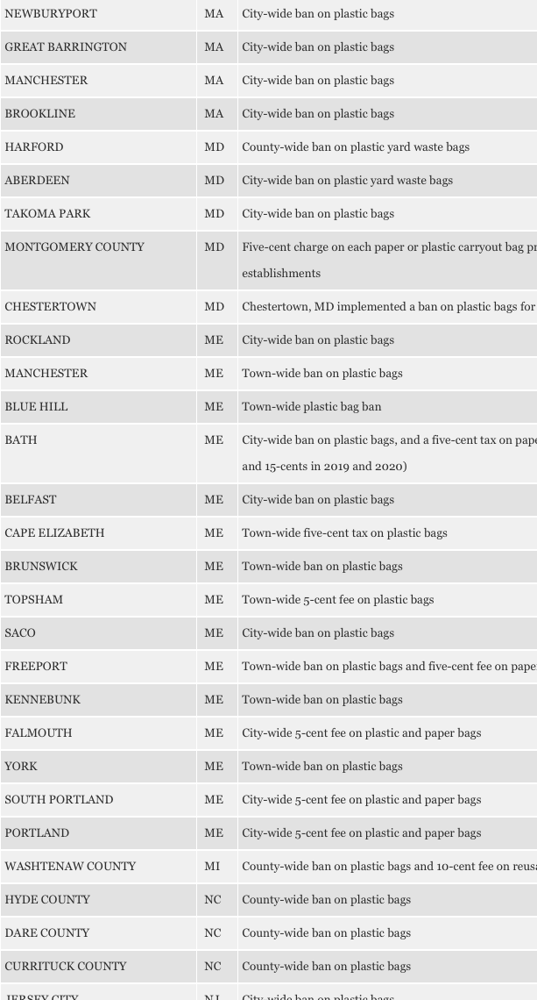 NEWBURYPORT MA City-wide ban on plastic bags
GREAT BARRINGTON MA City-wide ban on plastic bags
MANCHESTER MA City-wide ban on plastic bags
BROOKLINE MA City-wide ban on plastic bags
HARFORD MD County-wide ban on plastic yard waste bags
ABERDEEN MD City-wide ban on plastic yard waste bags
TAKOMA PARK MD City-wide ban on plastic bags
MONTGOMERY COUNTY MD Five-cent charge on each paper or plastic carryout bag
establishments
CHESTERTOWN MD Chestertown, MD implemented a ban on plastic bags for
ROCKLAND ME City-wide ban on plastic bags
MANCHESTER ME Town-wide ban on plastic bags
BLUE HILL ME Town-wide plastic bag ban
BATH ME City-wide ban on plastic bags, and a five-cent tax on
and 15-cents in 2019 and 2020)
BELFAST ME City-wide ban on plastic bags
CAPE ELIZABETH ME Town-wide five-cent tax on plastic bags
BRUNSWICK ME Town-wide ban on plastic bags
TOPSHAM ME Town-wide 5-cent fee on plastic bags
SACO ME City-wide ban on plastic bags
FREEPORT ME Town-wide ban on plastic bags and five-cent fee on
KENNEBUNK ME Town-wide ban on plastic bags
FALMOUTH ME City-wide 5-cent fee on plastic and paper bags
YORK ME Town-wide ban on plastic bags
SOUTH PORTLAND ME City-wide 5-cent fee on plastic and paper bags
PORTLAND ME City-wide 5-cent fee on plastic and paper bags
WASHTENAW COUNTY MI County-wide ban on plastic bags and 10-cent fee on
HYDE COUNTY NC County-wide ban on plastic bags
DARE COUNTY NC County-wide ban on plastic bags
CURRITUCK COUNTY NC County-wide ban on plastic bags
JERSEY CITY NJ City-wide ban on plastic bags